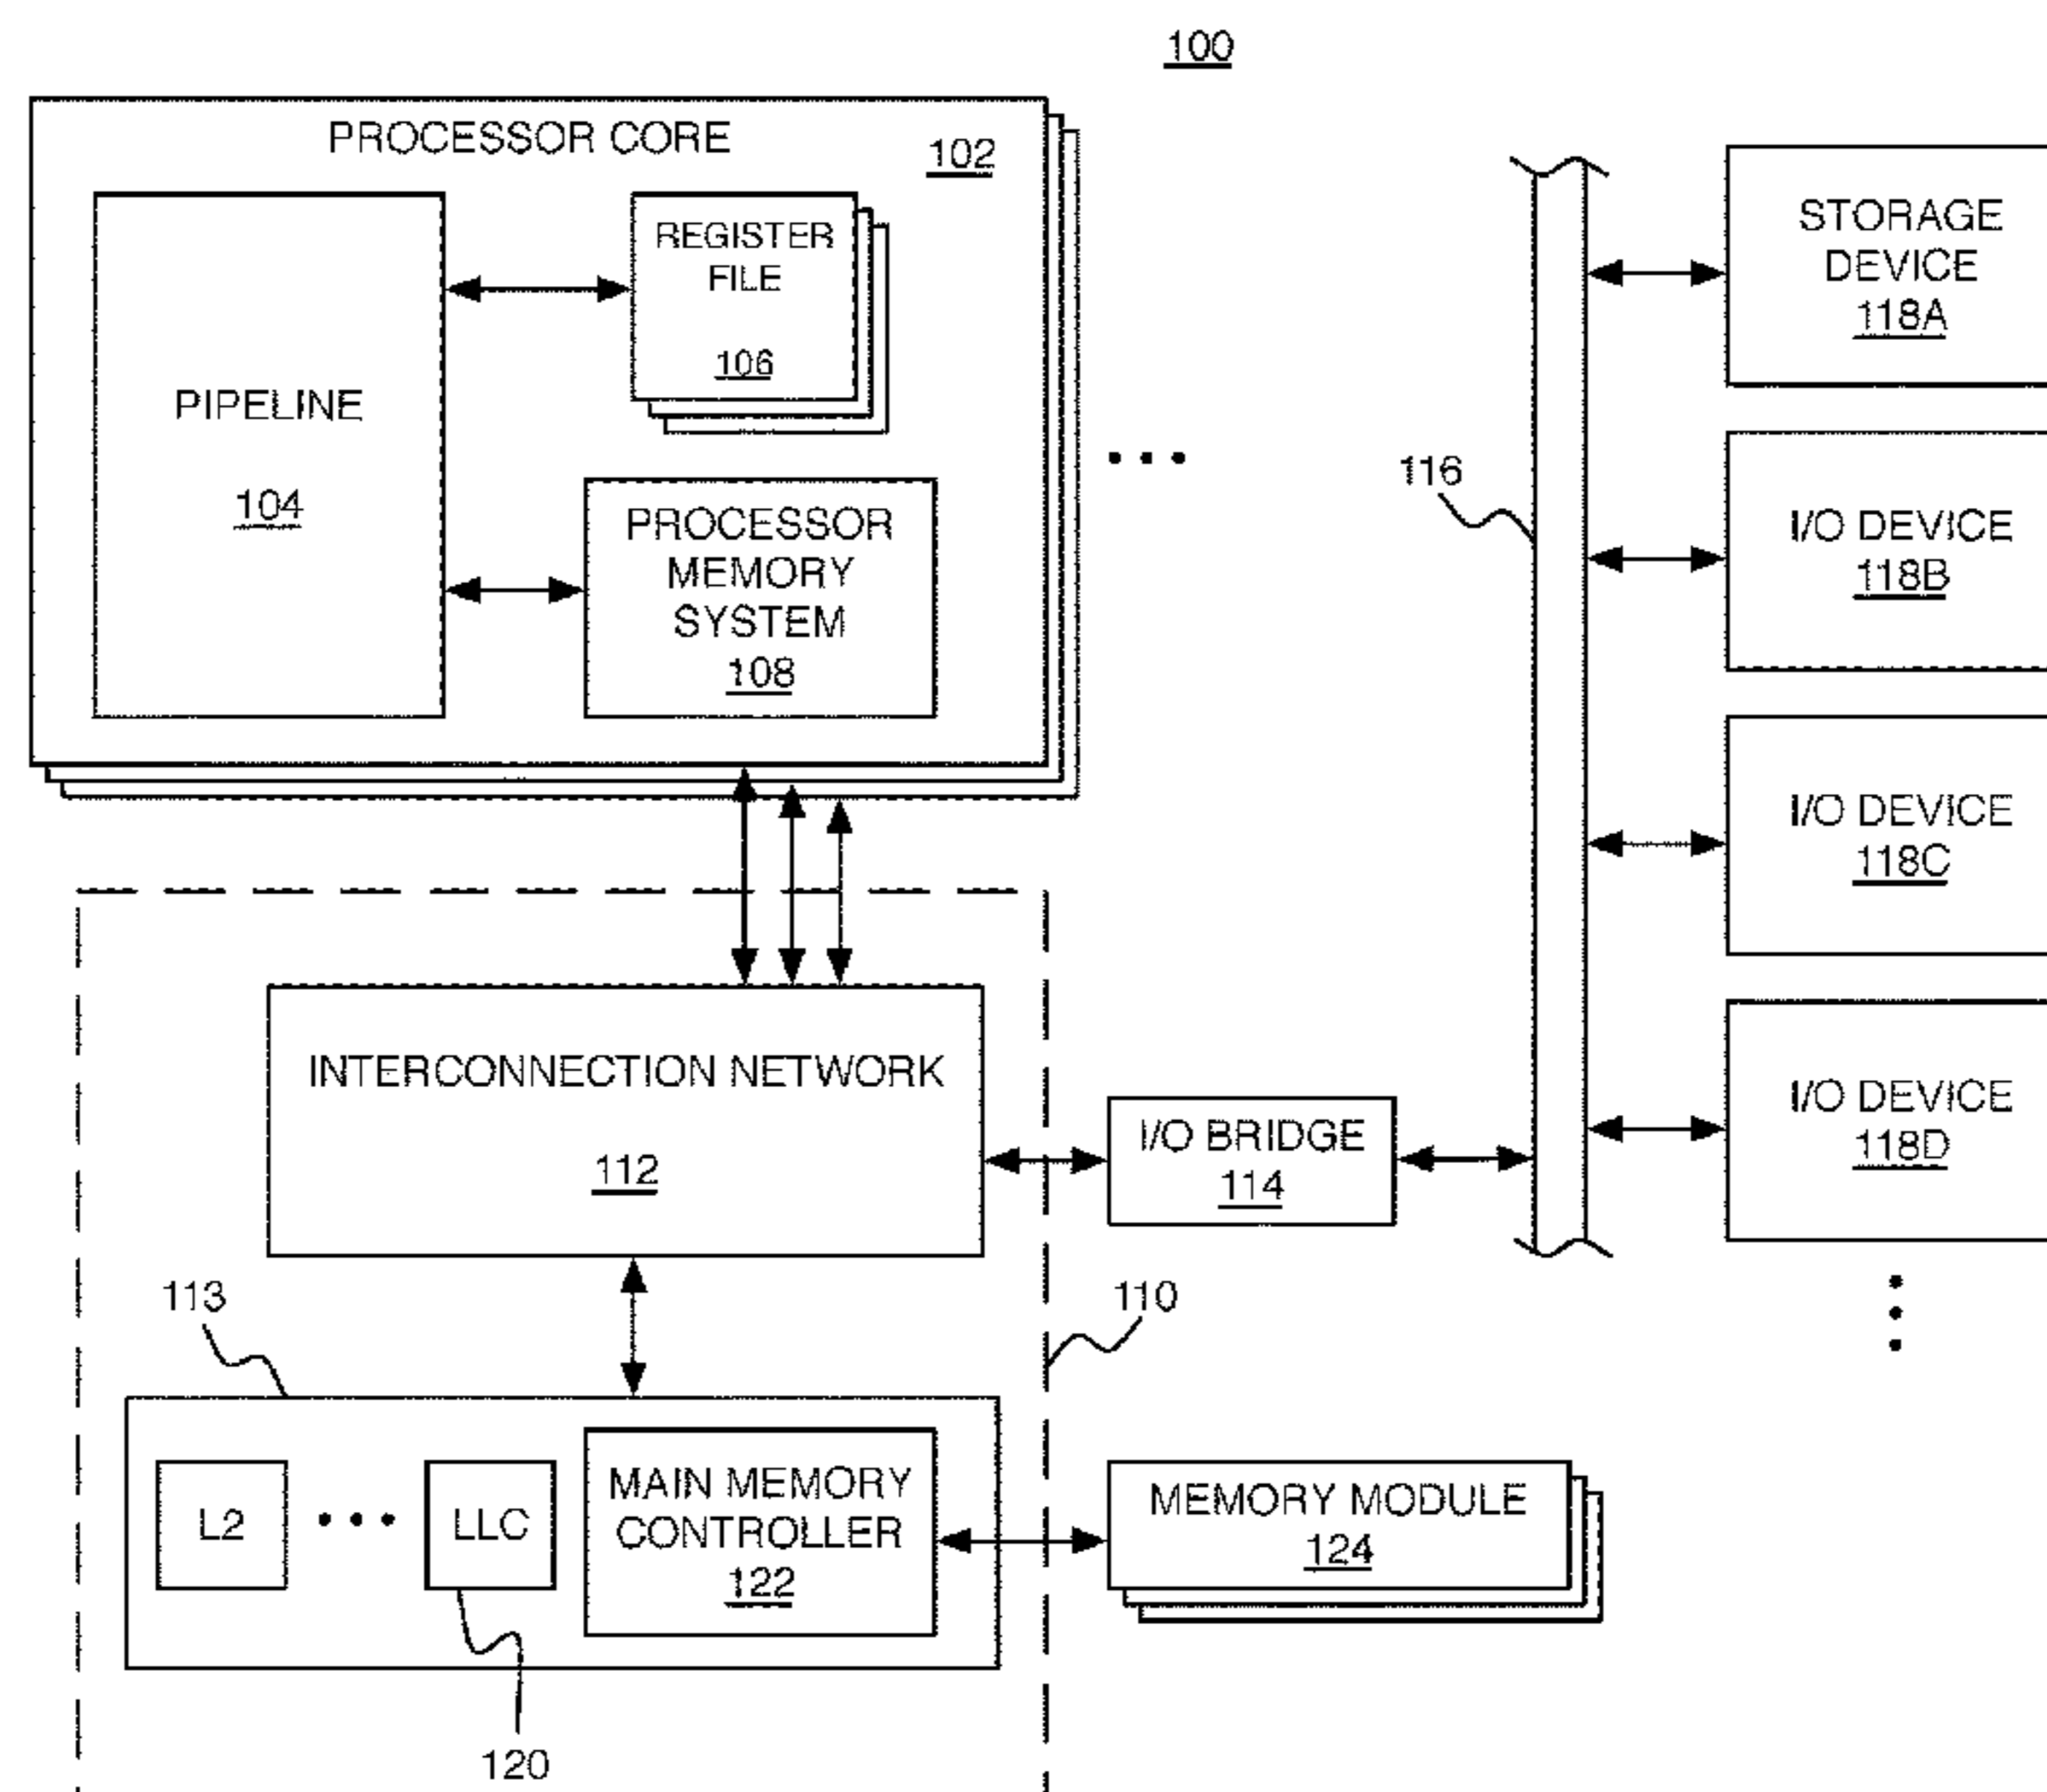 100
PROCESSOR CORE
102
PIPELINE
104
REGISTER
FILE
106
PROCESSOR
MEMORY
SYSTEM
108
• • •
116
STORAGE
DEVICE
118A
I/O DEVICE
118B
I/O DEVICE
118C
I/O DEVICE
118D
INTERCONNECTION NETWORK
112
I/O BRIDGE
114
113
110
L2
• • •
LLC
MAIN MEMORY
CONTROLLER
122
MEMORY MODULE
124
120